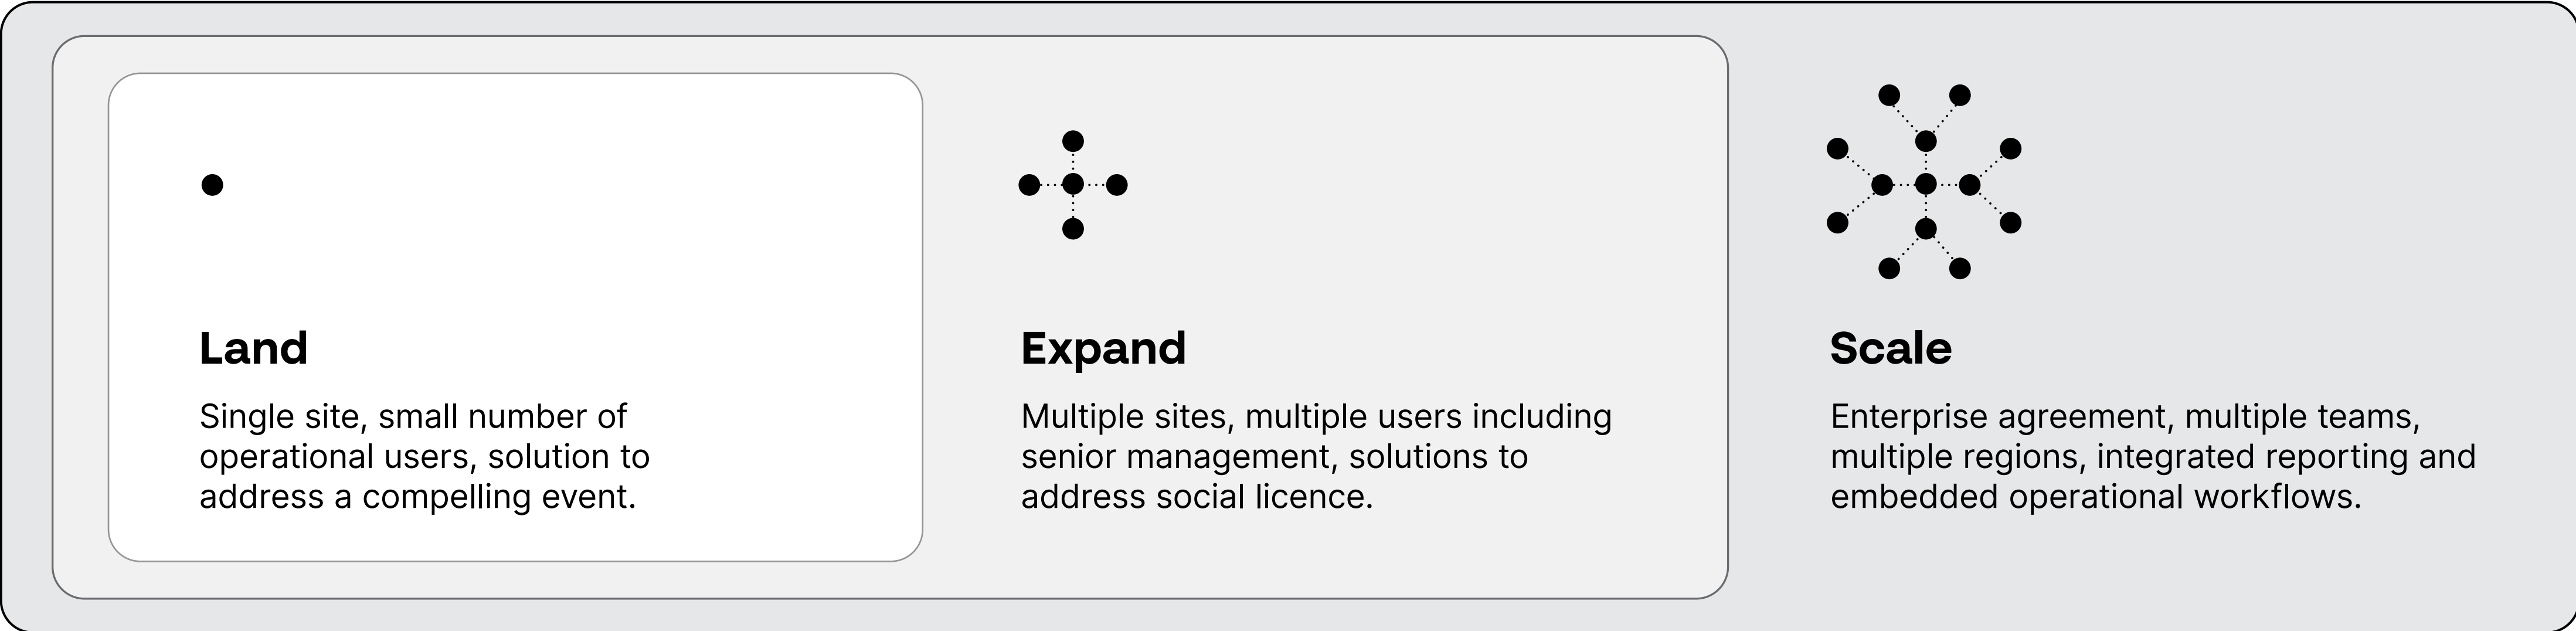 Land
Single site, small number of
operational users, solution to
address a compelling event.
Expand
Multiple sites, multiple users including
senior management, solutions to
address social licence.
Scale
Enterprise agreement, multiple teams,
multiple regions, integrated reporting and
embedded operational workflows.